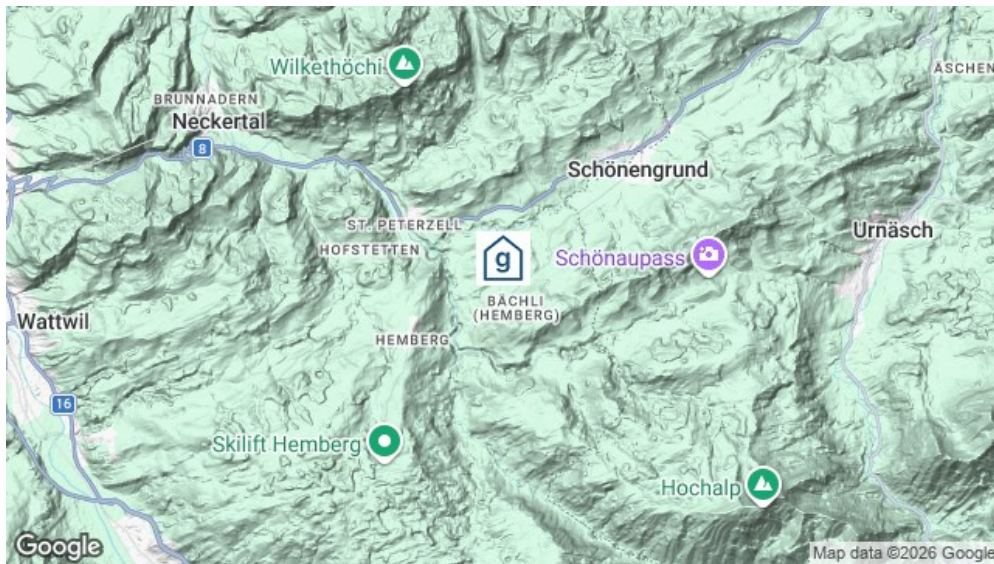 Wilkethöchi
ÄSCHEN
BRUNNADERN
Neckertal
8
Schönengrund
ST. PETERZELL
HOFSTETTEN
Urnäsch
g
Schönaupass
BÄCHLI
(HEMBERG)
Wattwil
HEMBERG
16
Skilift Hemberg
Hochalp
Google
Map data ©2026 Google